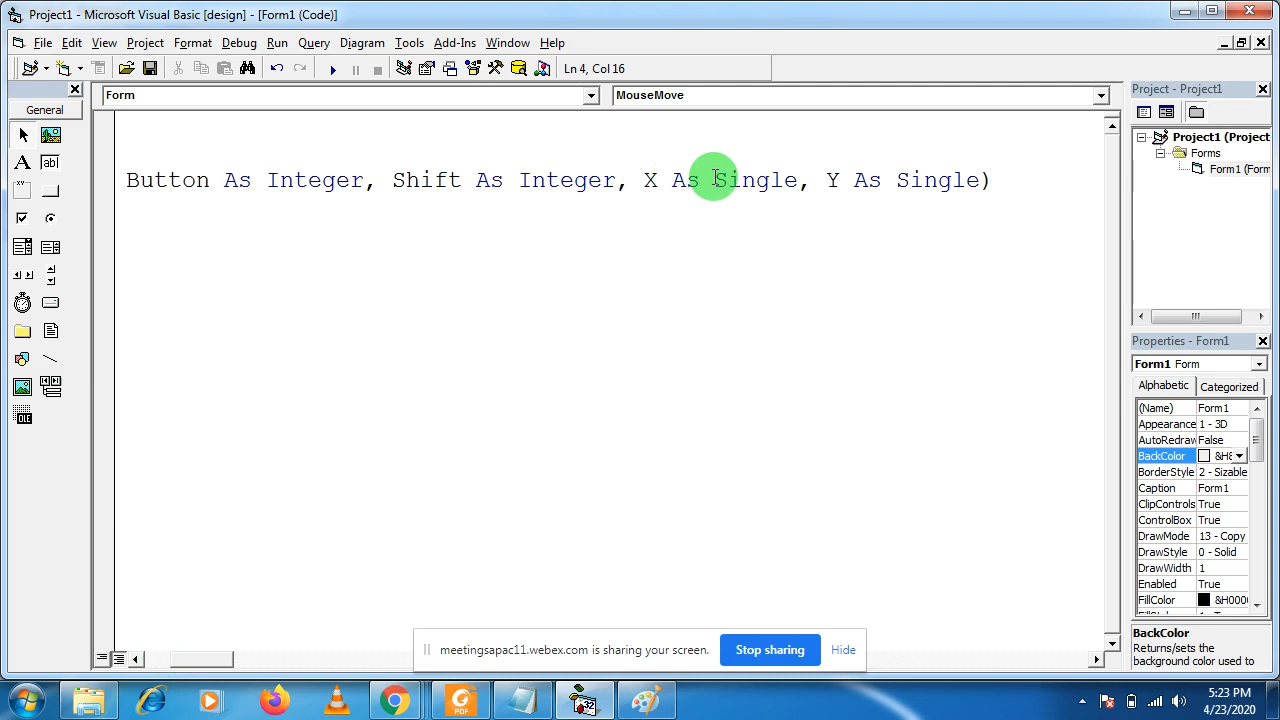 Project1 - Microsoft Visual Basic [design] - [Form1 (Code)]
File Edit View Project Format Debug Run Query Diagram Tools Add-Ins Window Help
Ln 4, Col 16
General
Form
MouseMove
Button As Integer, Shift As Integer, X As Single, Y As Single)
Project - Project1
Project1 (Project
Forms
Form1 (Form
Properties - Form1
Form1 Form
Alphabetic Categorized
(Name) Form1
Appearance 1 - 3D
AutoRedraw False
BackColor &H8
BorderStyle 2 - Sizable
Caption Form1
ClipControls True
ControlBox True
DrawMode 13 - Copy
DrawStyle 0 - Solid
DrawWidth 1
Enabled True
FillColor &H000
BackColor
Returns/sets the
background color used to
A
ab
OLE
meetingsapac11.webex.com is sharing your screen. Stop sharing Hide
PDF
5:23 PM
4/23/2020